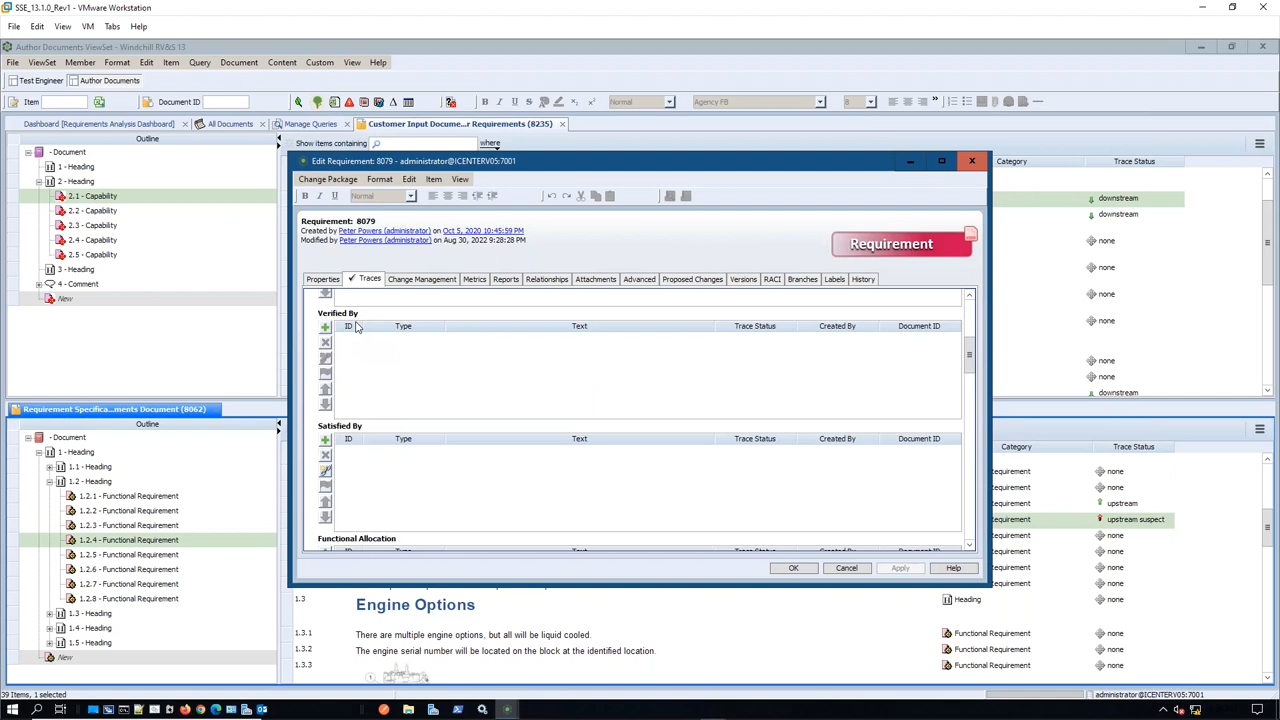 SSE_13.1.0_Rev1 - VMware Workstation
File Edit View VM Tabs Help
Author Documents ViewSet - Windchill RV&S 13
File ViewSet Member Format Edit Item Query Document Content Custom View Help
Test Engineer Author Documents
Item Document ID Normal Agency FB 8
Dashboard [Requirements Analysis Dashboard] All Documents Manage Queries Customer Input Docume...r Requirements (8235)
Outline
Show items containing where
Document
1 - Heading
2 - Heading
2.1 - Capability
2.2 - Capability
2.3 - Capability
2.4 - Capability
2.5 - Capability
3 - Heading
4 - Comment
New
Category Trace Status
downstream
downstream
none
none
none
none
none
downstream
Edit Requirement: 8079 - administrator@ICENTERV05:7001
Change Package Format Edit Item View
B I U Normal
Requirement: 8079
Created by Peter Powers (administrator) on Oct 5, 2020 10:45:59 PM
Modified by Peter Powers (administrator) on Aug 30, 2022 9:28:28 PM
Requirement
Properties Traces Change Management Metrics Reports Relationships Attachments Advanced Proposed Changes Versions RACI Branches Labels History
Verified By
ID Type Text Trace Status Created By Document ID
Satisfied By
ID Type Text Trace Status Created By Document ID
Functional Allocation
ID Type Text Trace Status Created By Document ID
OK Cancel Apply Help
Requirement Specifica...ments Document (8062)
Outline
Document
1 - Heading
1.1 - Heading
1.2 - Heading
1.2.1 - Functional Requirement
1.2.2 - Functional Requirement
1.2.3 - Functional Requirement
1.2.4 - Functional Requirement
1.2.5 - Functional Requirement
1.2.6 - Functional Requirement
1.2.7 - Functional Requirement
1.2.8 - Functional Requirement
1.3 - Heading
1.4 - Heading
1.5 - Heading
New
Category Trace Status
equirement none
equirement none
equirement upstream
equirement upstream suspect
equirement none
equirement none
equirement none
equirement none
1.3 Engine Options Heading none
1.3.1 There are multiple engine options, but all will be liquid cooled. Functional Requirement none
1.3.2 The engine serial number will be located on the block at the identified location. Functional Requirement none
1.3.3 Functional Requirement none
39 Items, 1 selected
administrator@ICENTERV05:7001